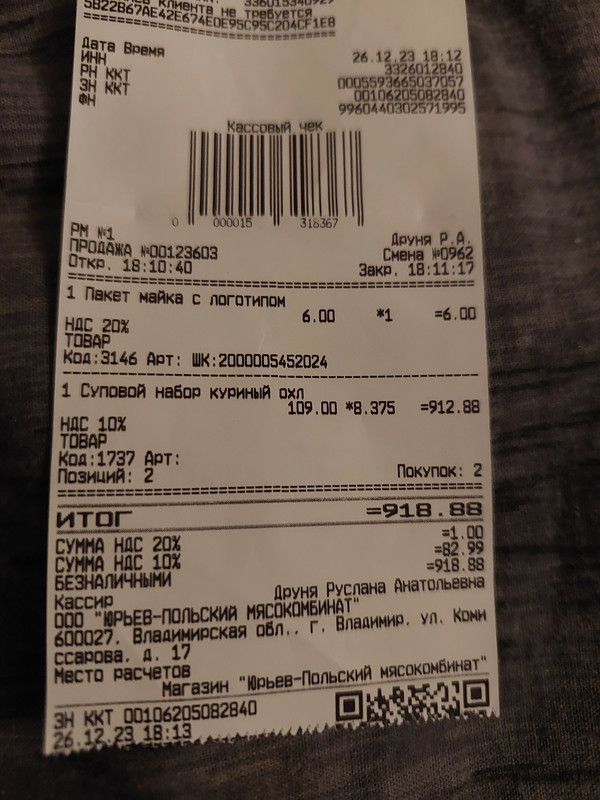 клиента не требуется
5B22B67AE42E674E0E95C95C204CF1E8
Дата Время 26.12.23 18:12
ИНН 3326012840
РН ККТ 0005593665037057
ЗН ККТ 00106205082840
ФН 9960440302571995
Кассовый чек
0 000015 318367
РМ №1 Друня Р.А.
ПРОДАЖА №00123603 Смена №0962
Откр. 18:10:40 Закр. 18:11:17
1 Пакет майка с логотипом
6.00 *1 =6.00
НДС 20%
ТОВАР
Код:3146 Арт: ШК:2000005452024
1 Суповой набор куриный охл
109.00 *8.375 =912.88
НДС 10%
ТОВАР
Код:1737 Арт:
Позиций: 2 Покупок: 2
ИТОГ =918.88
СУММА НДС 20% =1.00
СУММА НДС 10% =82.99
БЕЗНАЛИЧНЫМИ =918.88
Кассир Друня Руслана Анатольевна
ООО "ЮРЬЕВ-ПОЛЬСКИЙ МЯСОКОМБИНАТ"
600027, Владимирская обл., Г. Владимир, ул. Коми
ссарова, д. 17
Место расчетов
Магазин "Юрьев-Польский мясокомбинат"
ЗН ККТ 00106205082840
26.12.23 18:13